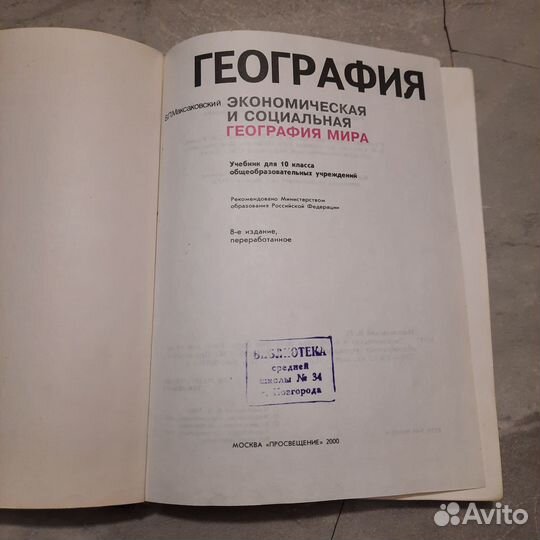 ГЕОГРАФИЯ
В.П.Максаковский
ЭКОНОМИЧЕСКАЯ
И СОЦИАЛЬНАЯ
ГЕОГРАФИЯ МИРА
Учебник для 10 класса
общеобразовательных учреждений
Рекомендовано Министерством
образования Российской Федерации
8-е издание,
переработанное
БИБЛИОТЕКА
средней
школы № 34
г. Новгорода
МОСКВА «ПРОСВЕЩЕНИЕ» 2000
Avito